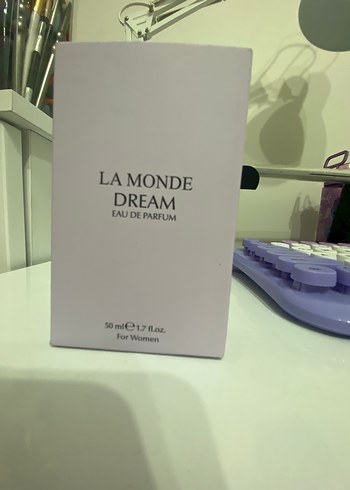 LA MONDE
DREAM
EAU DE PARFUM
50 ml℮1.7 fl.oz.
For Women